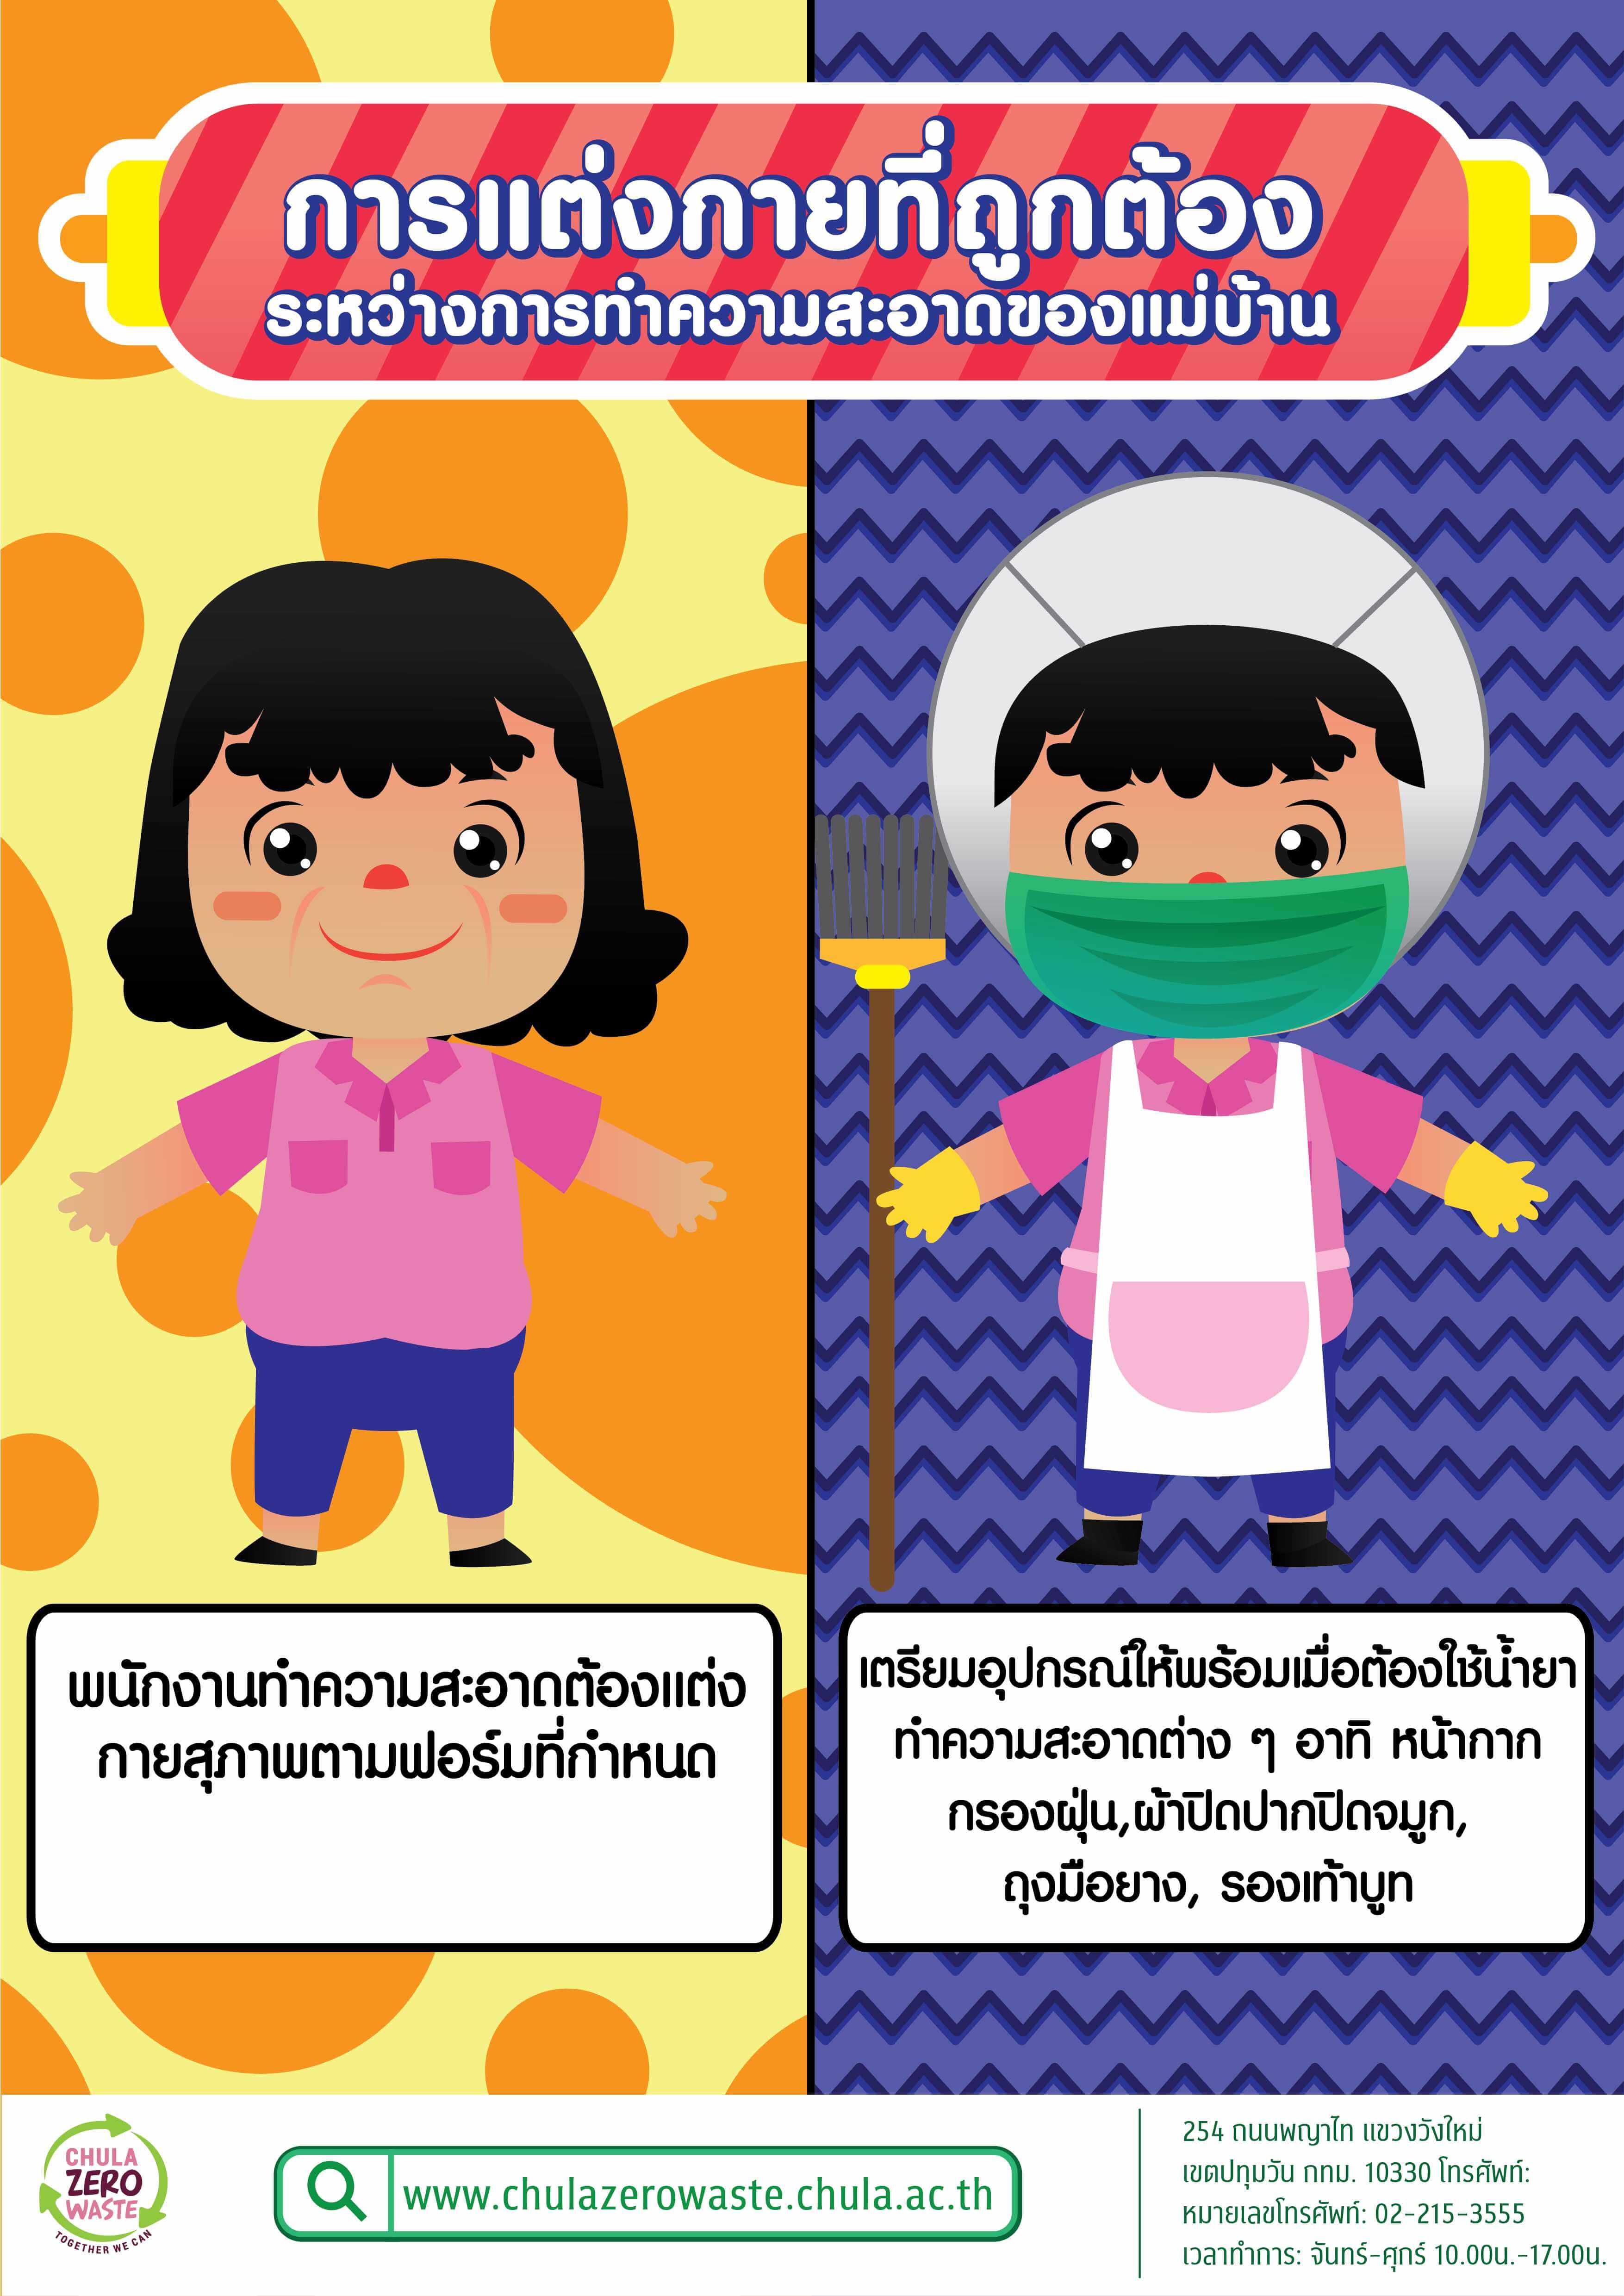 การแต่งกายที่ถูกต้อง
ระหว่างการทำความสะอาดของแม่บ้าน
พนักงานทำความสะอาดต้องแต่ง
กายสุภาพตามฟอร์มที่กำหนด
เตรียมอุปกรณ์ให้พร้อมเมื่อต้องใช้น้ำยา
ทำความสะอาดต่าง ๆ อาทิ หน้ากาก
กรองฝุ่น,ผ้าปิดปากปิดจมูก,
ถุงมือยาง, รองเท้าบูท
CHULA
ZERO
WASTE
TOGETHER WE CAN
www.chulazerowaste.chula.ac.th
254 ถนนพญาไท แขวงวังใหม่
เขตปทุมวัน กทม. 10330 โทรศัพท์:
หมายเลขโทรศัพท์: 02-215-3555
เวลาทำการ: จันทร์-ศุกร์ 10.00น.-17.00น.